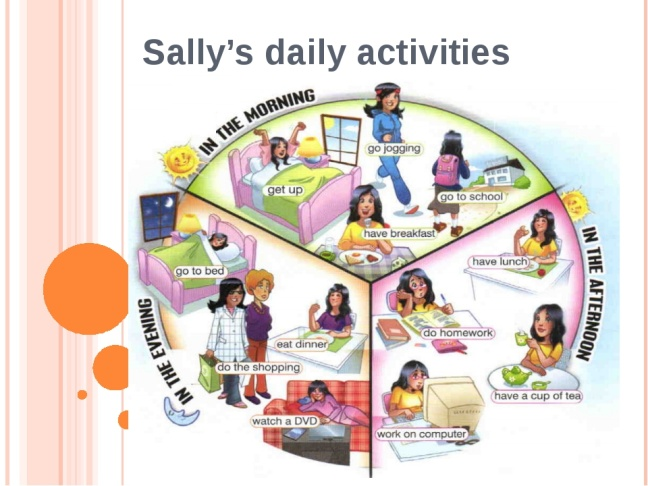 Sally's daily activities
IN THE MORNING
go jogging
get up
go to school
have breakfast
IN THE AFTERNOON
have lunch
do homework
have a cup of tea
work on computer
IN THE EVENING
go to bed
eat dinner
do the shopping
watch a DVD